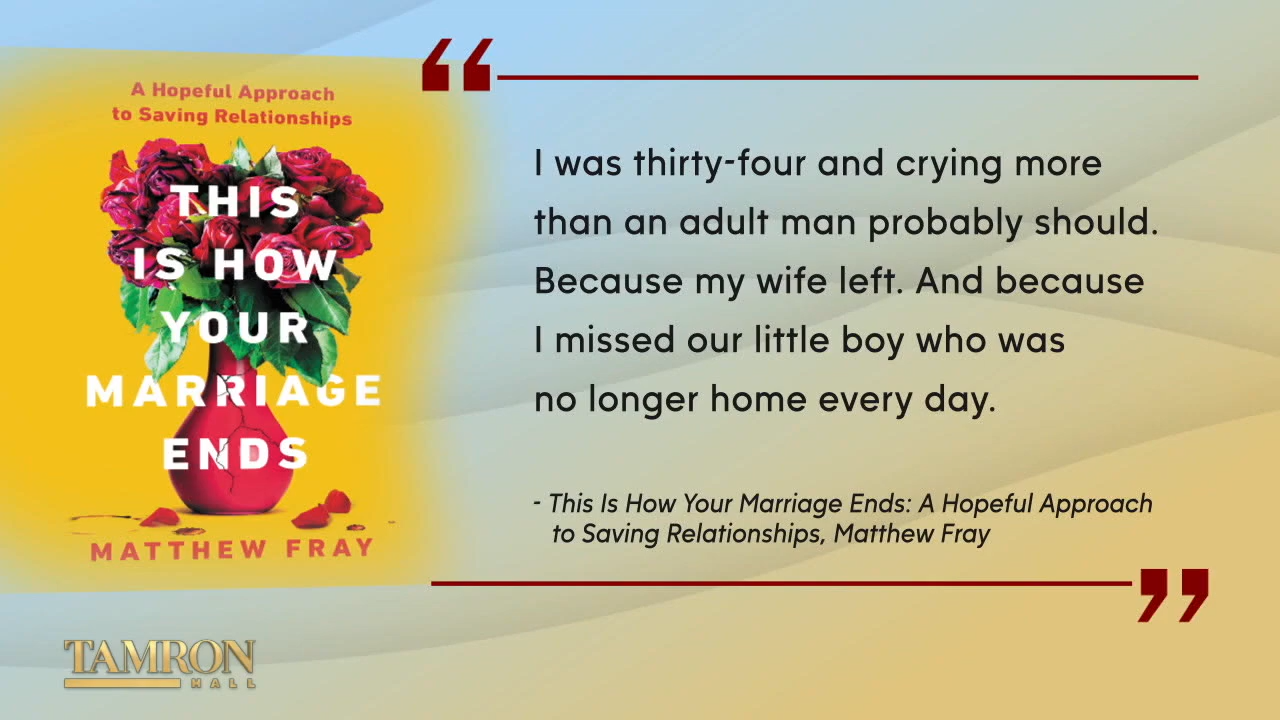 A Hopeful Approach
to Saving Relationships
THIS
IS HOW
YOUR
MARRIAGE
ENDS
MATTHEW FRAY
“
I was thirty-four and crying more
than an adult man probably should.
Because my wife left. And because
I missed our little boy who was
no longer home every day.
- This Is How Your Marriage Ends: A Hopeful Approach
to Saving Relationships, Matthew Fray
”
TAMRON
HALL